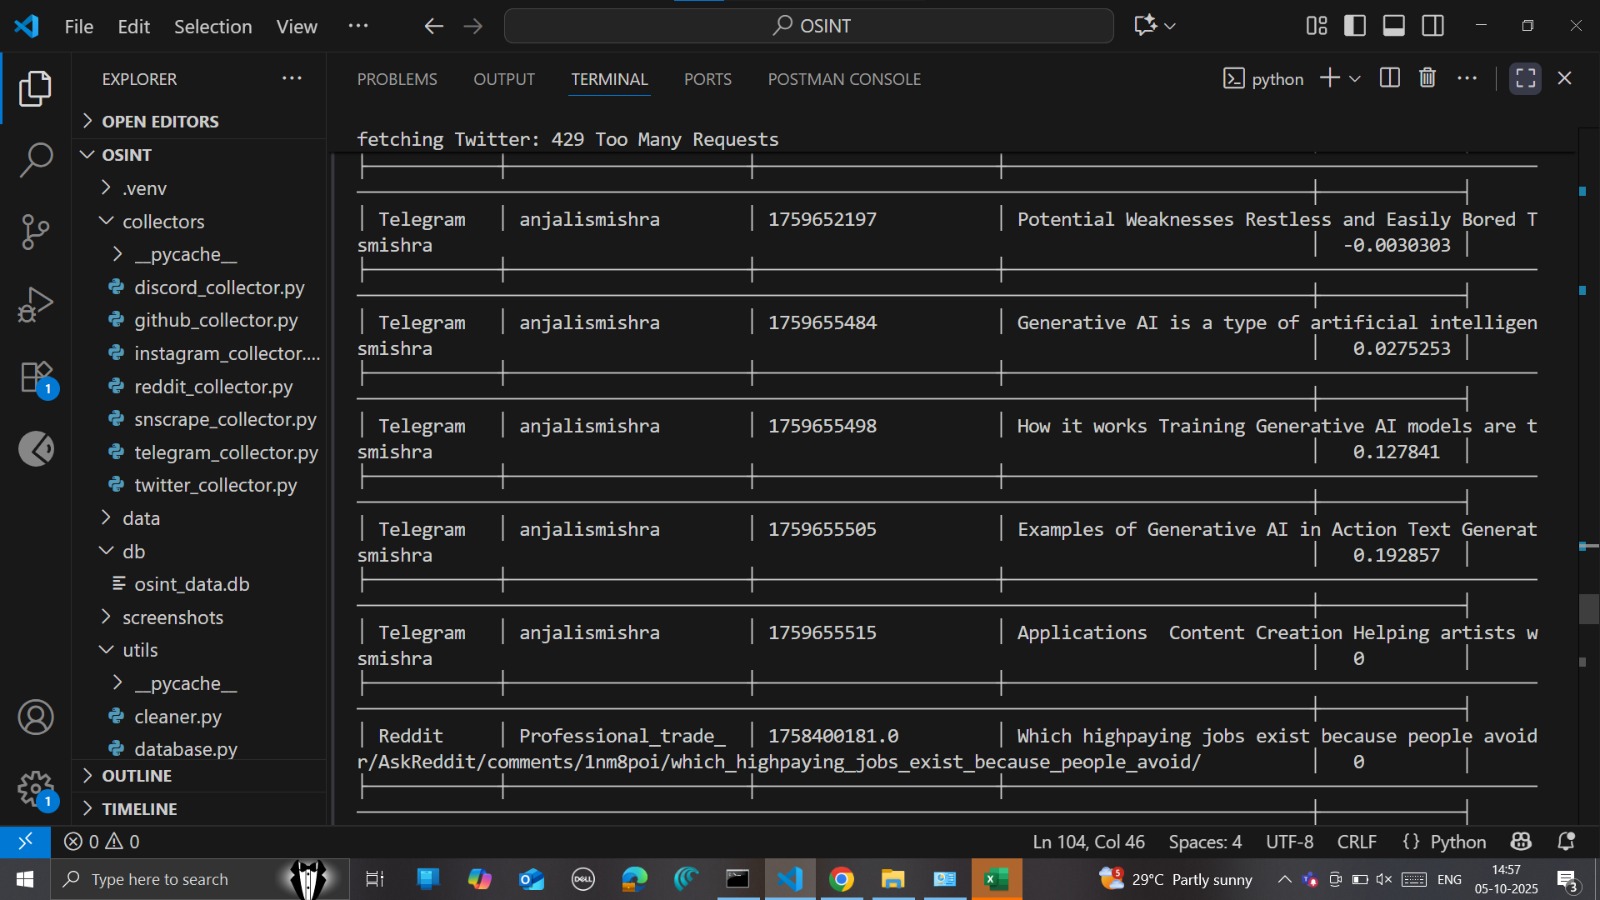 File Edit Selection View ··· OSINT
EXPLORER ···
OPEN EDITORS
OSINT
.venv
collectors
__pycache__
discord_collector.py
github_collector.py
instagram_collector....
reddit_collector.py
snscrape_collector.py
telegram_collector.py
twitter_collector.py
data
db
osint_data.db
screenshots
utils
__pycache__
cleaner.py
database.py
OUTLINE
TIMELINE
PROBLEMS OUTPUT TERMINAL PORTS POSTMAN CONSOLE python
fetching Twitter: 429 Too Many Requests
| Telegram | anjalismishra | 1759652197 | Potential Weaknesses Restless and Easily Bored T
smishra | -0.0030303 |
| Telegram | anjalismishra | 1759655484 | Generative AI is a type of artificial intelligen
smishra | 0.0275253 |
| Telegram | anjalismishra | 1759655498 | How it works Training Generative AI models are t
smishra | 0.127841 |
| Telegram | anjalismishra | 1759655505 | Examples of Generative AI in Action Text Generat
smishra | 0.192857 |
| Telegram | anjalismishra | 1759655515 | Applications  Content Creation Helping artists w
smishra | 0 |
| Reddit | Professional_trade_ | 1758400181.0 | Which highpaying jobs exist because people avoid
r/AskReddit/comments/1nm8poi/which_highpaying_jobs_exist_because_people_avoid/ | 0 |
1
1
0 0 Ln 104, Col 46 Spaces: 4 UTF-8 CRLF {} Python
Type here to search DELL 5 29°C Partly sunny ENG 14:57
05-10-2025
3